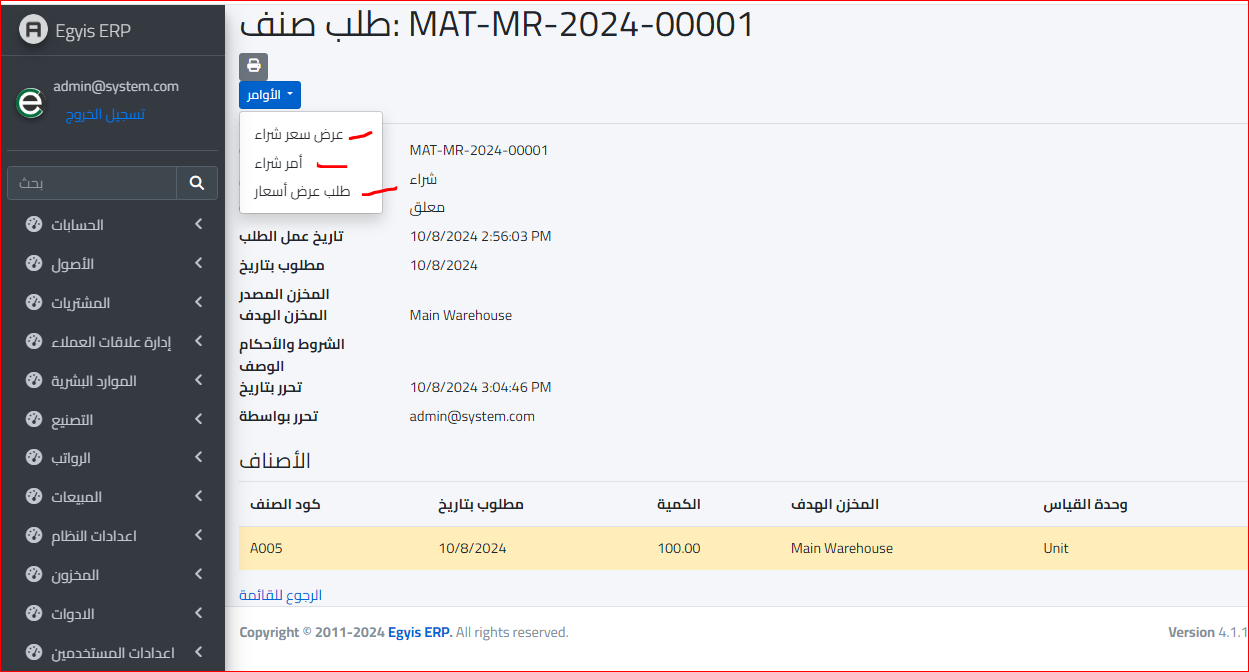 Egyis ERP
admin@system.com
تسجيل الخروج
بحث
الحسابات
الأصول
المشتريات
إدارة علاقات العملاء
الموارد البشرية
التصنيع
الرواتب
المبيعات
اعدادات النظام
المخزون
الادوات
اعدادات المستخدمين
طلب صنف: MAT-MR-2024-00001
الأوامر
عرض سعر شراء
أمر شراء
طلب عرض أسعار
MAT-MR-2024-00001
شراء
معلق
تاريخ عمل الطلب 10/8/2024 2:56:03 PM
مطلوب بتاريخ 10/8/2024
المخزن المصدر
المخزن الهدف Main Warehouse
الشروط والأحكام
الوصف
تحرر بتاريخ 10/8/2024 3:04:46 PM
تحرر بواسطة admin@system.com
الأصناف
كود الصنف مطلوب بتاريخ الكمية المخزن الهدف وحدة القياس
A005 10/8/2024 100.00 Main Warehouse Unit
الرجوع للقائمة
Copyright © 2011-2024 Egyis ERP. All rights reserved.
Version 4.1.1